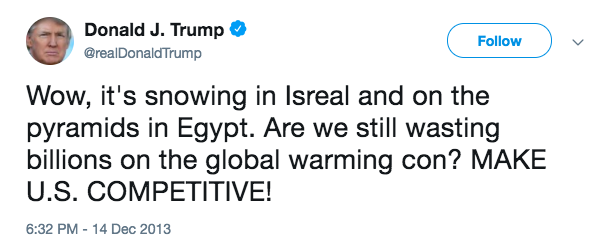 Donald J. Trump
@realDonaldTrump
Follow
Wow, it's snowing in Isreal and on the
pyramids in Egypt. Are we still wasting
billions on the global warming con? MAKE
U.S. COMPETITIVE!
6:32 PM - 14 Dec 2013